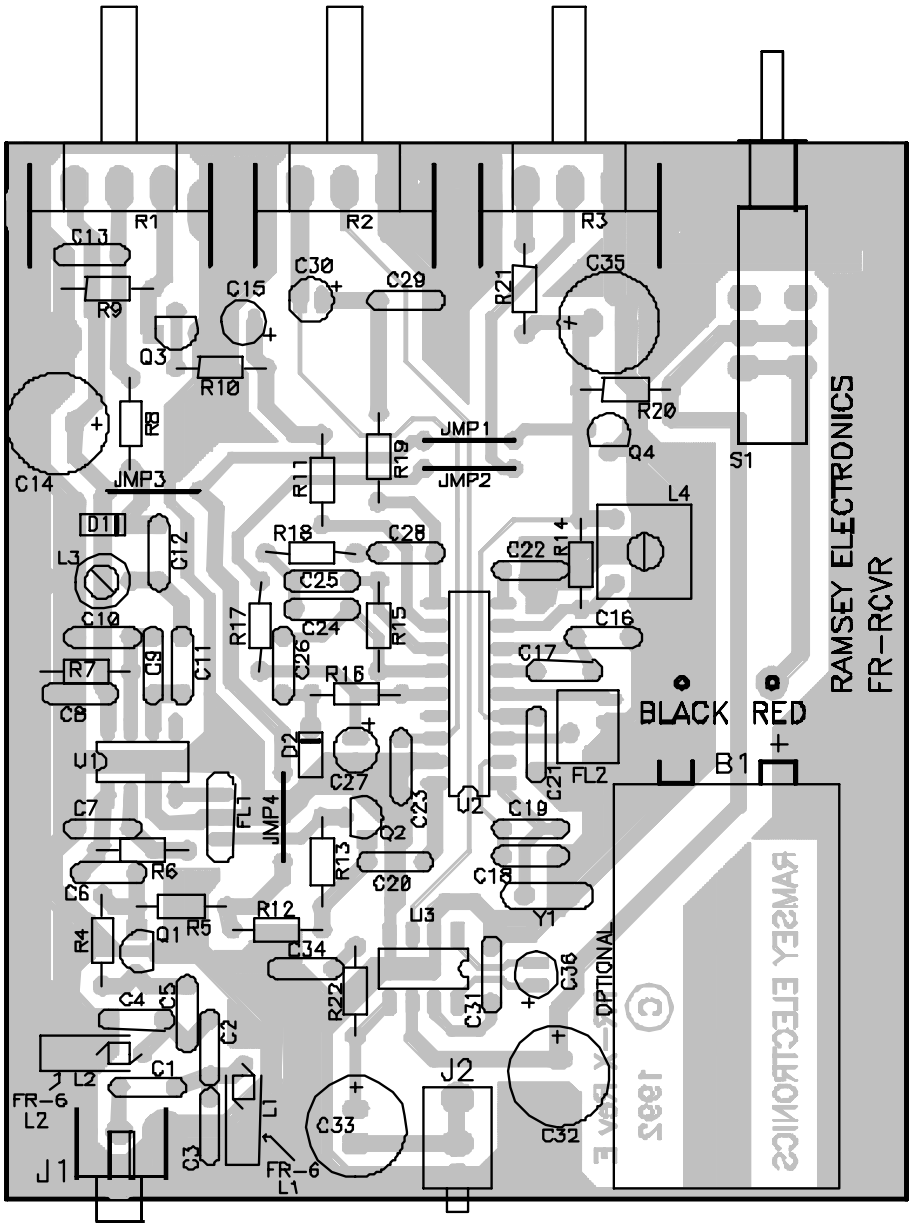 R1 R2 R3
C13 C30 C29 R21 C35
R9 C15
Q3
R10
R20
JMP1
R8 R11 R19 Q4
C14 JMP3 JMP2 S1
L4
RAMSEY ELECTRONICS
FR-RCVR
D1 C12 R18 C28 R14
L3 C22
C25
C10 R17 C24 R15 C16
C9 C11 C26
R7 R16 C17
C8
BLACK RED
D2 +
U1 C27 C21 FL2 B1
FL1 JMP4 C23 U2
C7 Q2 C19
R6 R13
C6 C20 C18
R5 R12 U3 Y1
R4 Q1
C34 C36
C5 R22 C31 OPTIONAL
C4 C2
L2 C1 J2
FR-6
L2 L1
C33 C32
C3
J1 FR-6
L1
© 1992
RAMSEY ELECTRONICS